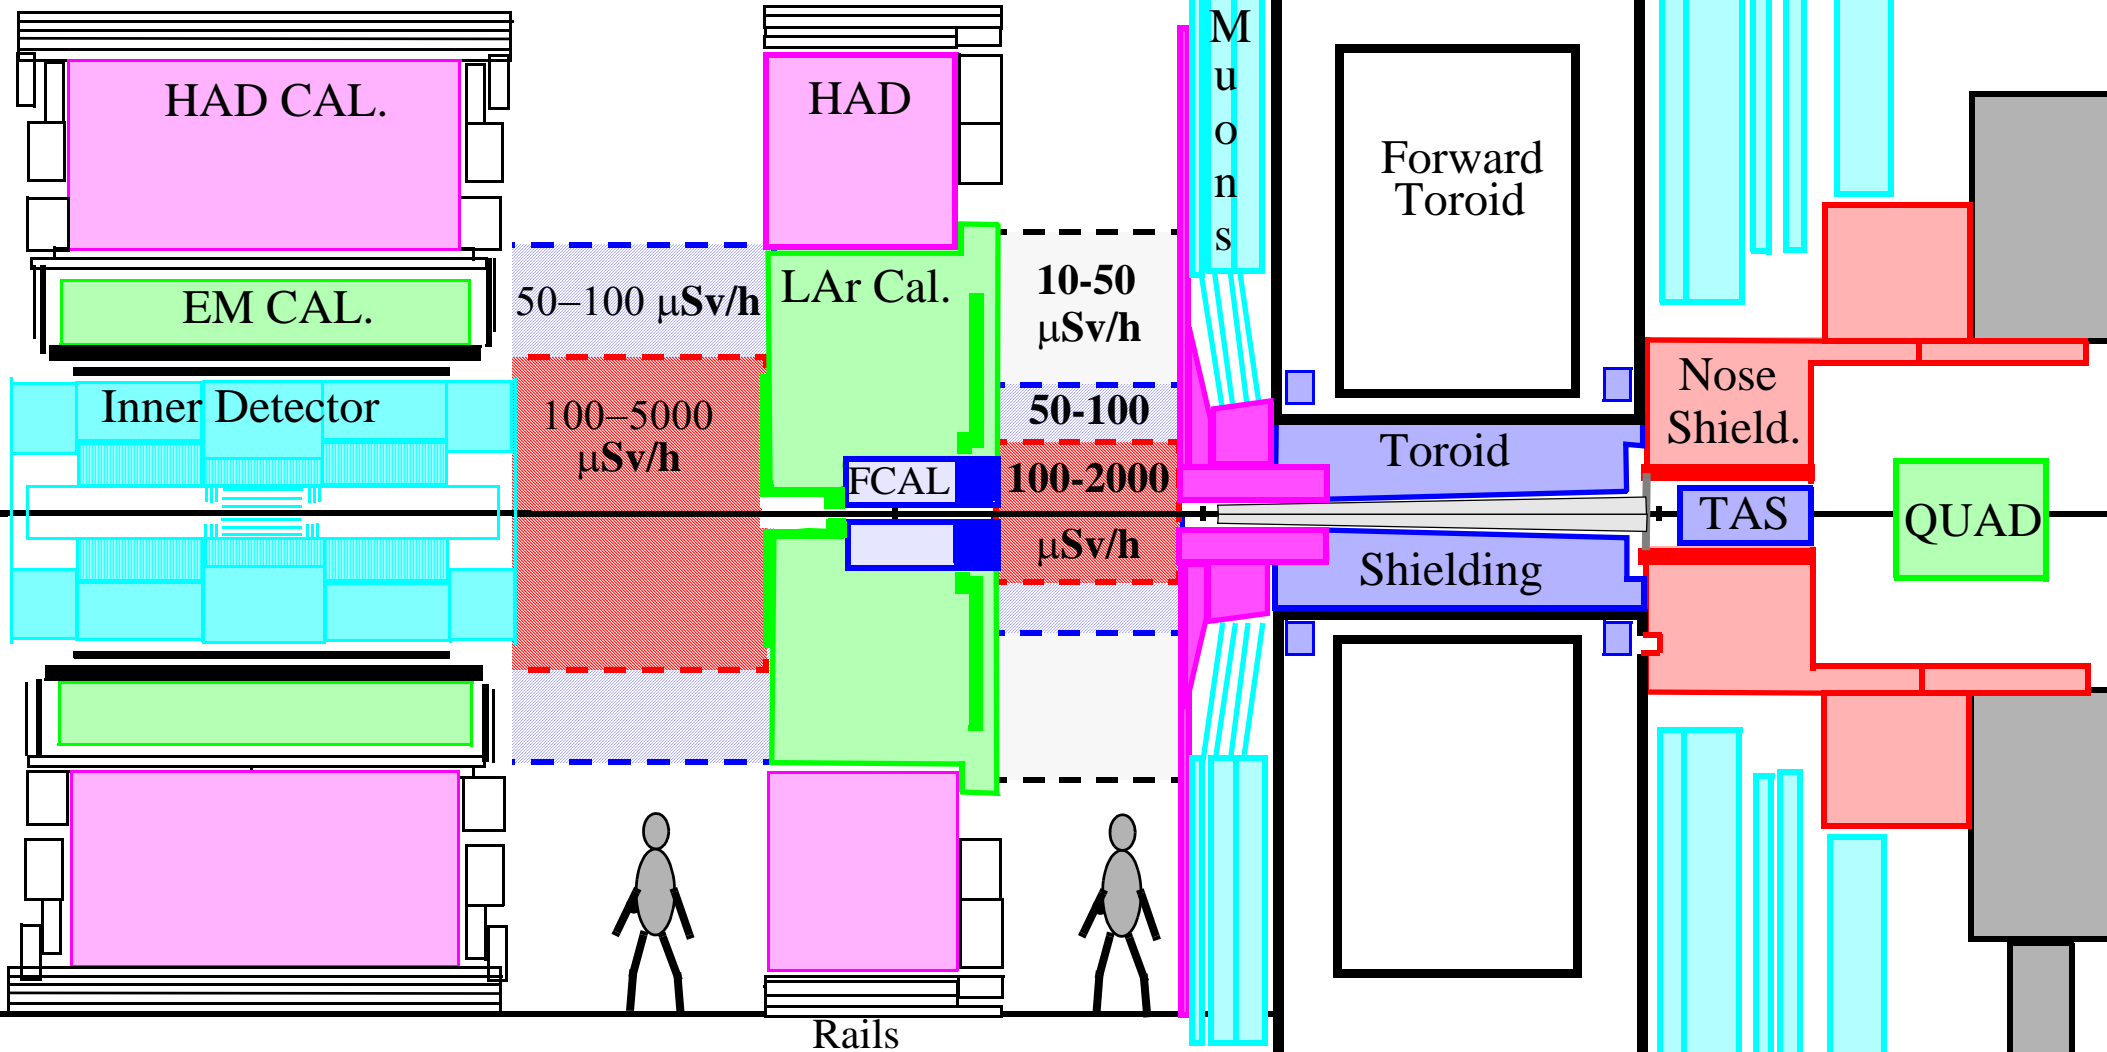 HAD CAL.
EM CAL.
Inner Detector
50–100 μSv/h
100–5000
μSv/h
HAD
LAr Cal.
FCAL
10-50
μSv/h
50-100
100-2000
μSv/h
M
u
o
n
s
Forward
Toroid
Toroid
Shielding
Nose
Shield.
TAS
QUAD
Rails